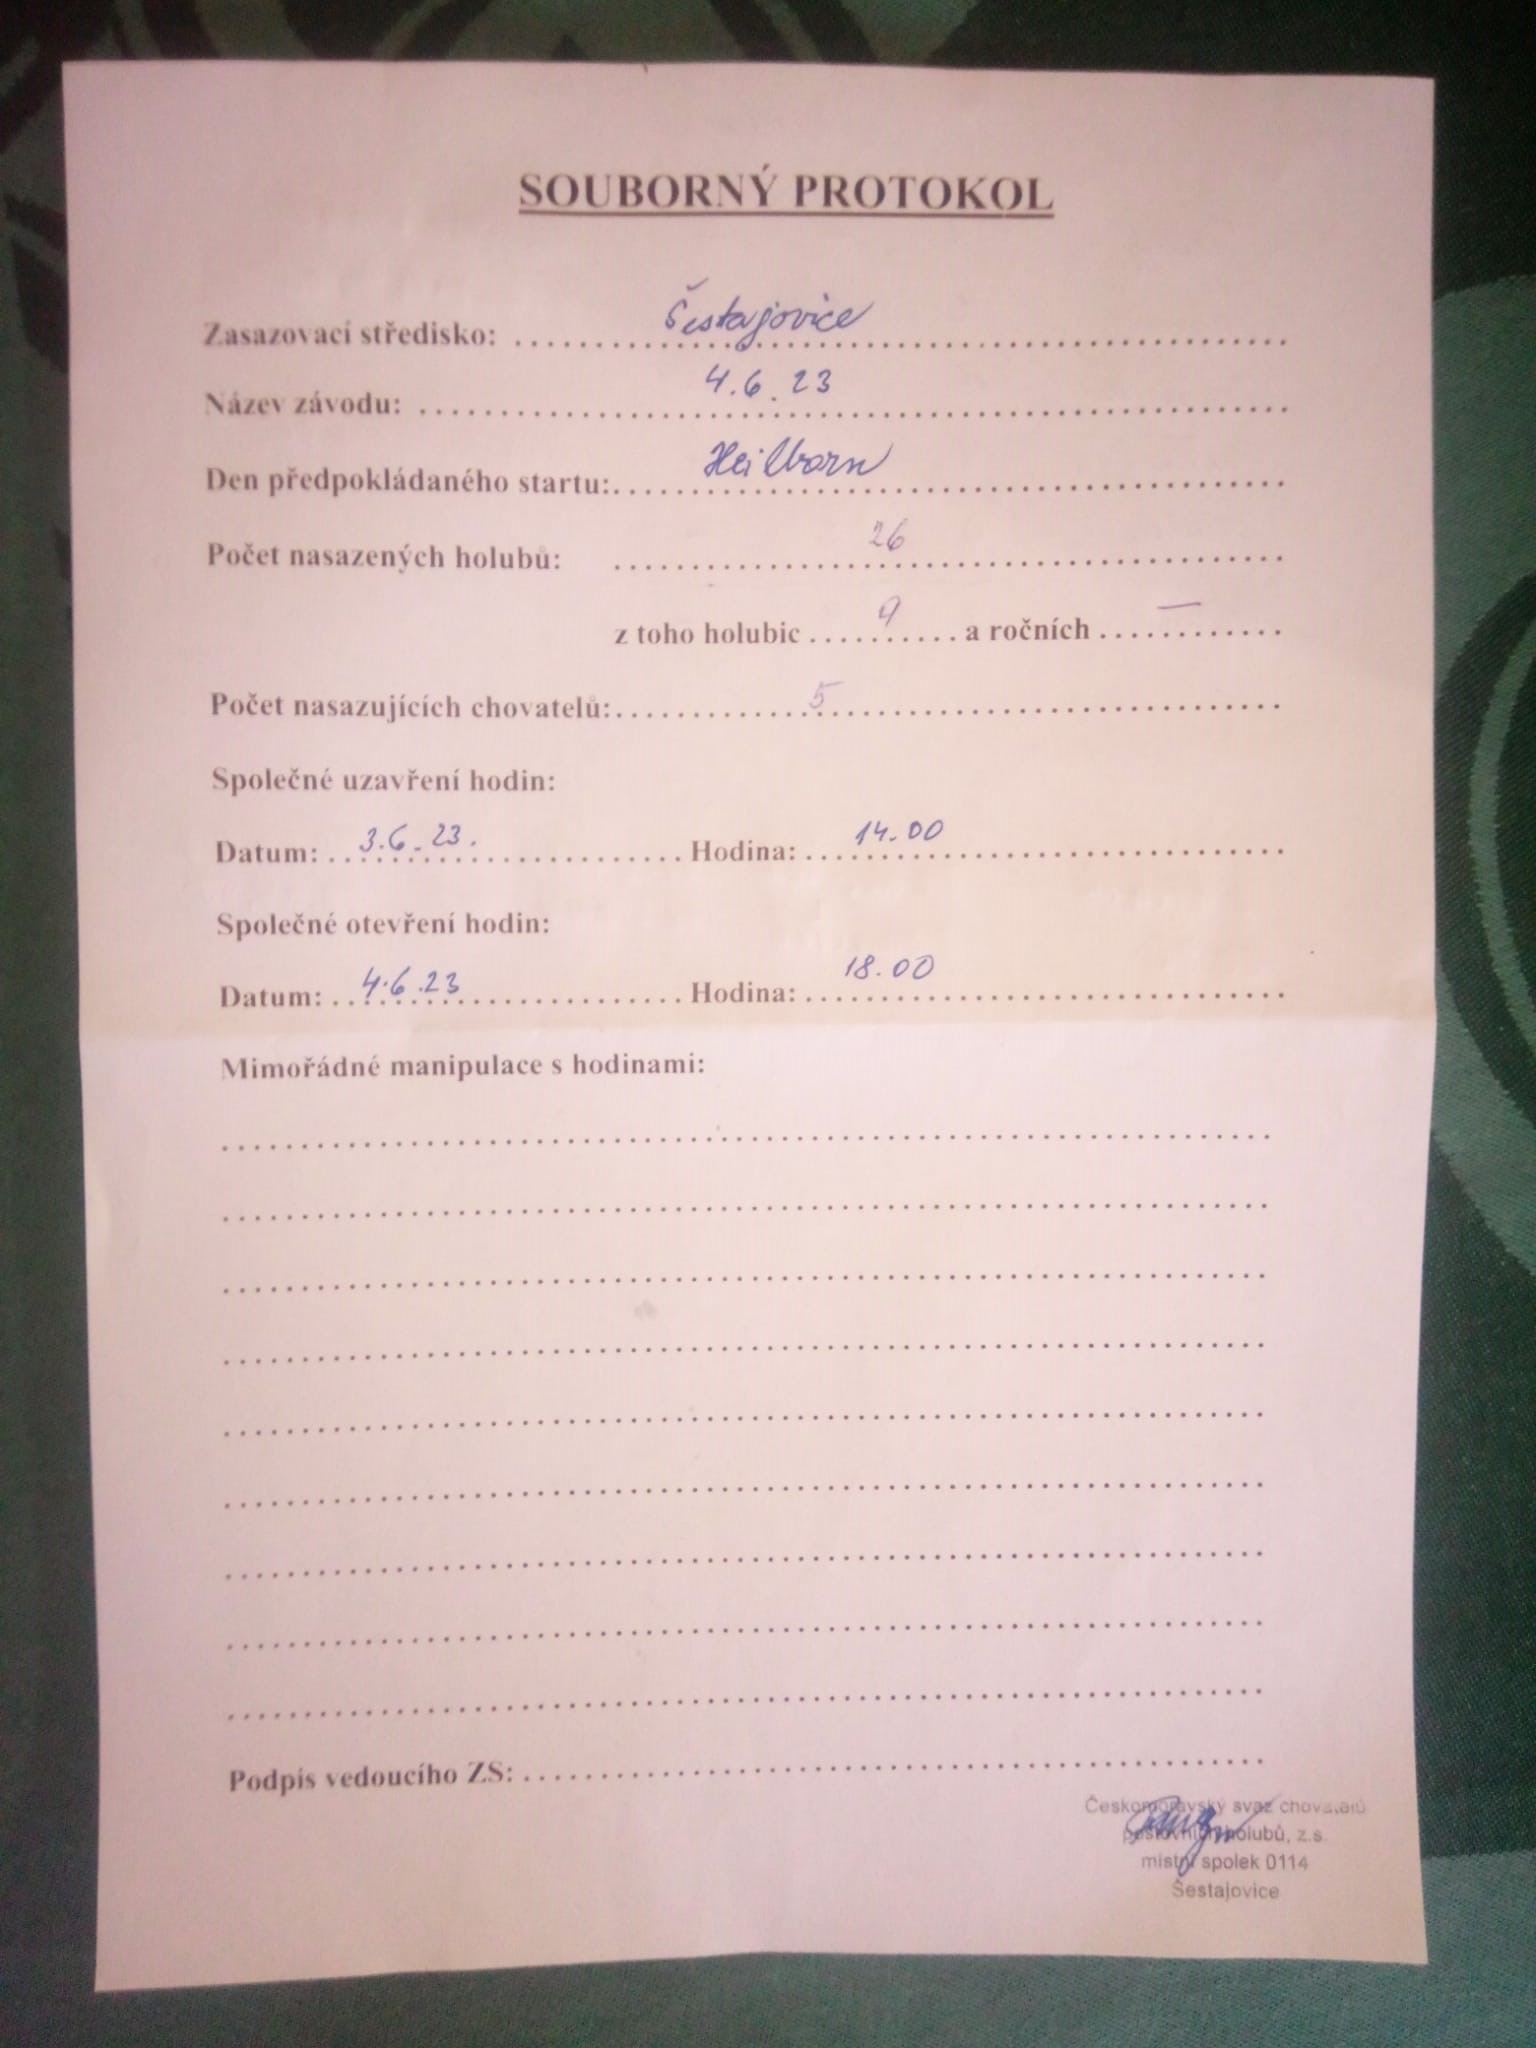 SOUBORNÝ PROTOKOL
Zasazovací středisko: Šestajovice
Název závodu: 4.6.23
Den předpokládaného startu: Heilborn
Počet nasazených holubů: 26
z toho holubic 9 a ročních —
Počet nasazujících chovatelů: 5
Společné uzavření hodin:
Datum: 3.6.23. Hodina: 14.00
Společné otevření hodin:
Datum: 4.6.23 Hodina: 18.00
Mimořádné manipulace s hodinami:
Podpis vedoucího ZS:
Českomoravský svaz chovatelů
poštovních holubů, z.s.
místní spolek 0114
Šestajovice